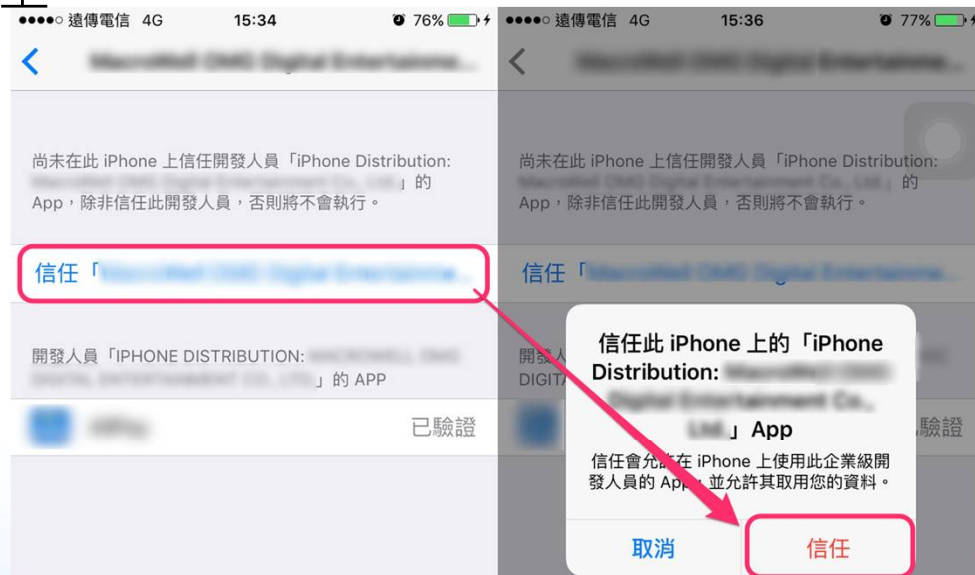 遠傳電信 4G 15:34 76%
尚未在此 iPhone 上信任開發人員「iPhone Distribution:
」的
App，除非信任此開發人員，否則將不會執行。
信任「
開發人員「IPHONE DISTRIBUTION:
」的 APP
已驗證
遠傳電信 4G 15:36 77%
尚未在此 iPhone 上信任開發人員「iPhone Distribution:
」的
App，除非信任此開發人員，否則將不會執行。
信任「
開發人
DIGIT
驗證
信任此 iPhone 上的「iPhone
Distribution:
」App
信任會允許在 iPhone 上使用此企業級開
發人員的 App，並允許其取用您的資料。
取消 信任